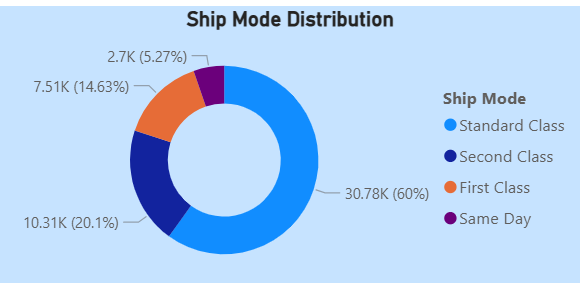 Ship Mode Distribution
2.7K (5.27%)
7.51K (14.63%)
10.31K (20.1%)
30.78K (60%)
Ship Mode
Standard Class
Second Class
First Class
Same Day